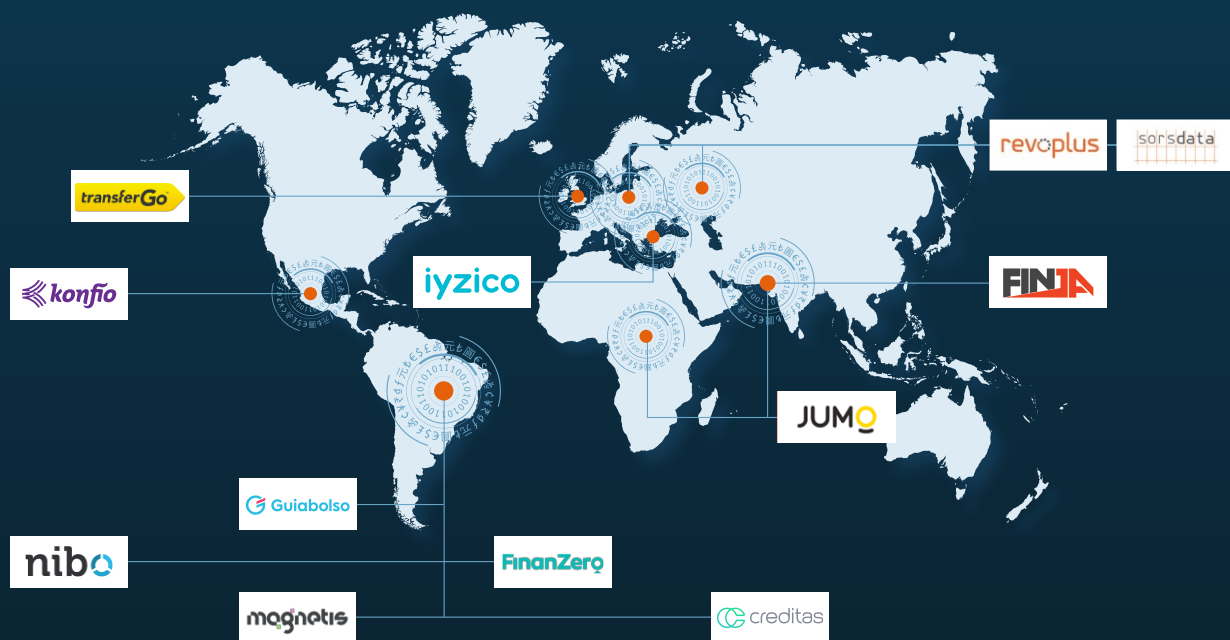 revoplus
sorsdata
transferGo
konfio
iyzico
FINJA
JUMO
Guiabolso
nibo
FinanZero
magnetis
creditas